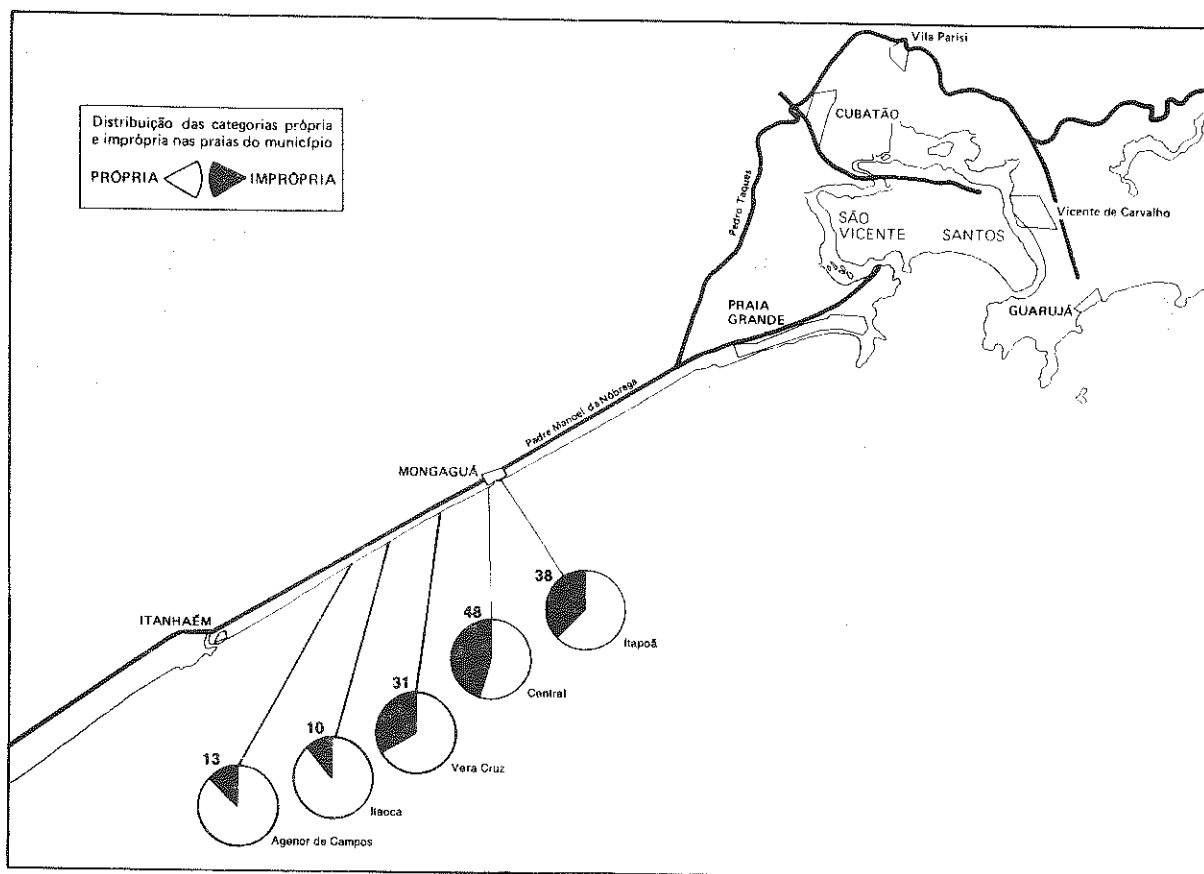 Vila Parisi
Distribuição das categorias própria
e imprópria nas praias do município
PRÓPRIA IMPRÓPRIA
CUBATÃO
Pedro Taques
Vicente de Carvalho
SÃO
VICENTE
SANTOS
PRAIA
GRANDE
GUARUJÁ
Padre Manoel da Nóbrega
MONGAGUÁ
ITANHAÉM
38
Itapoã
48
Central
31
Vera Cruz
10
Itaoca
13
Agenor de Campos